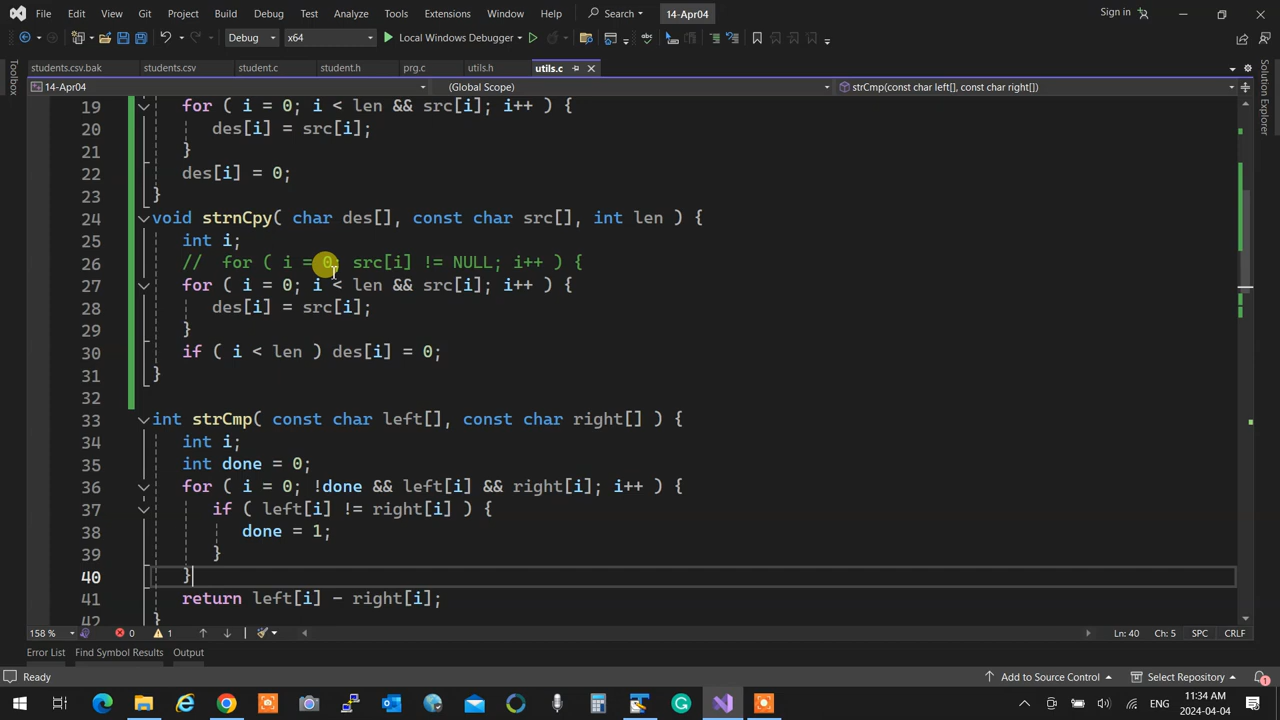 File Edit View Git Project Build Debug Test Analyze Tools Extensions Window Help Search 14-Apr04 Sign in
Debug x64 Local Windows Debugger
students.csv.bak students.csv student.c student.h prg.c utils.h utils.c
14-Apr04 (Global Scope) strCmp(const char left[], const char right[])
Toolbox
Solution Explorer
19 for ( i = 0; i < len && src[i]; i++ ) {
20 des[i] = src[i];
21 }
22 des[i] = 0;
23 }
24 void strnCpy( char des[], const char src[], int len ) {
25 int i;
26 // for ( i = 0; src[i] != NULL; i++ ) {
27 for ( i = 0; i < len && src[i]; i++ ) {
28 des[i] = src[i];
29 }
30 if ( i < len ) des[i] = 0;
31 }
32
33 int strCmp( const char left[], const char right[] ) {
34 int i;
35 int done = 0;
36 for ( i = 0; !done && left[i] && right[i]; i++ ) {
37 if ( left[i] != right[i] ) {
38 done = 1;
39 }
40 }
41 return left[i] - right[i];
42 }
158 % 0 1 Ln: 40 Ch: 5 SPC CRLF
Error List Find Symbol Results Output
Ready Add to Source Control Select Repository 1
ENG 11:34 AM
2024-04-04